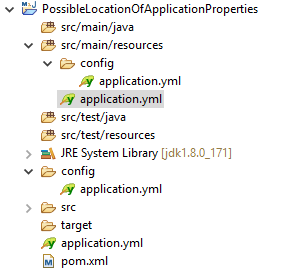 PossibleLocationOfApplicationProperties
src/main/java
src/main/resources
config
application.yml
application.yml
src/test/java
src/test/resources
JRE System Library [jdk1.8.0_171]
config
application.yml
src
target
application.yml
pom.xml